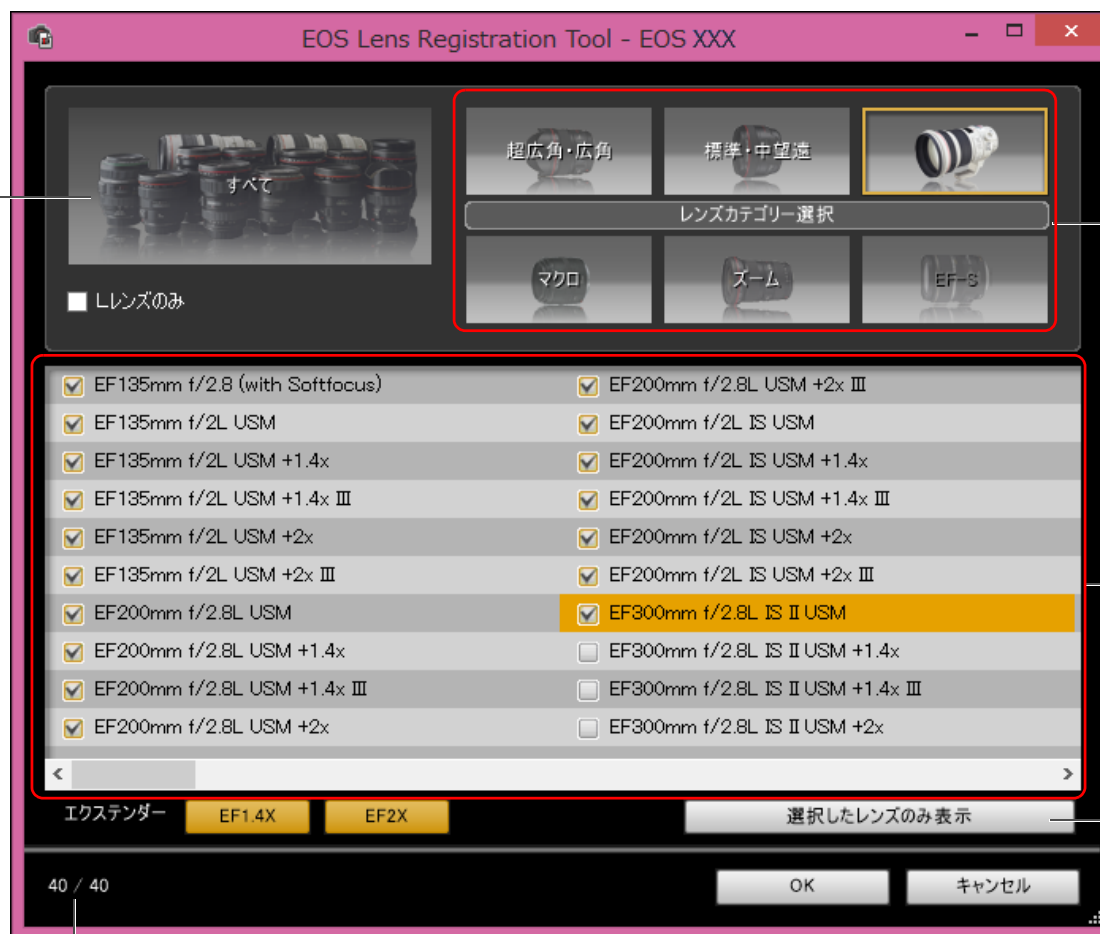 EOS Lens Registration Tool - EOS XXX
すべて
超広角・広角
標準・中望遠
レンズカテゴリー選択
マクロ
ズーム
EF-S
Lレンズのみ
EF135mm f/2.8 (with Softfocus)
EF135mm f/2L USM
EF135mm f/2L USM +1.4x
EF135mm f/2L USM +1.4x III
EF135mm f/2L USM +2x
EF135mm f/2L USM +2x III
EF200mm f/2.8L USM
EF200mm f/2.8L USM +1.4x
EF200mm f/2.8L USM +1.4x III
EF200mm f/2.8L USM +2x
EF200mm f/2.8L USM +2x III
EF200mm f/2L IS USM
EF200mm f/2L IS USM +1.4x
EF200mm f/2L IS USM +1.4x III
EF200mm f/2L IS USM +2x
EF200mm f/2L IS USM +2x III
EF300mm f/2.8L IS II USM
EF300mm f/2.8L IS II USM +1.4x
EF300mm f/2.8L IS II USM +1.4x III
EF300mm f/2.8L IS II USM +2x
エクステンダー
EF1.4X
EF2X
選択したレンズのみ表示
40 / 40
OK
キャンセル